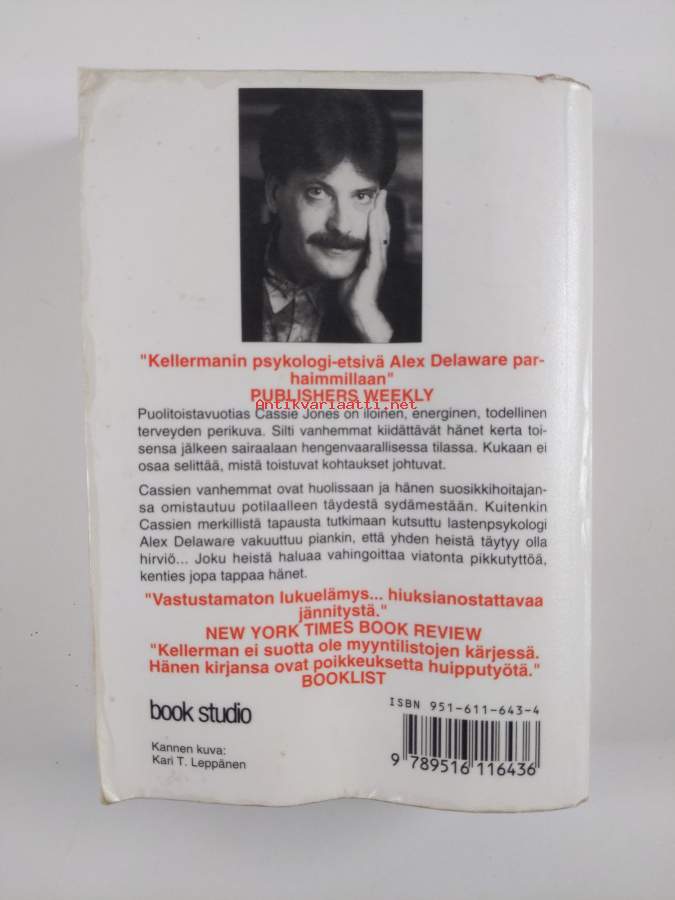 "Kellermanin psykologi-etsivä Alex Delaware par-
haimmillaan"
PUBLISHERS WEEKLY
Antikvariaatti.net
Puolitoistavuotias Cassie Jones on iloinen, energinen, todellinen
terveyden perikuva. Silti vanhemmat kiidättävät hänet kerta toi-
sensa jälkeen sairaalaan hengenvaarallisessa tilassa. Kukaan ei
osaa selittää, mistä toistuvat kohtaukset johtuvat.
Cassien vanhemmat ovat huolissaan ja hänen suosikkihoitajan-
sa omistautuu potilaalleen täydestä sydämestään. Kuitenkin
Cassien merkillistä tapausta tutkimaan kutsuttu lastenpsykologi
Alex Delaware vakuuttuu piankin, että yhden heistä täytyy olla
hirviö... Joku heistä haluaa vahingoittaa viatonta pikkutyttöä,
kenties jopa tappaa hänet.
"Vastustamaton lukuelämys... hiuksianostattavaa
jännitystä."
NEW YORK TIMES BOOK REVIEW
"Kellerman ei suotta ole myyntilistojen kärjessä.
Hänen kirjansa ovat poikkeuksetta huipputyötä."
BOOKLIST
book studio
Kannen kuva:
Kari T. Leppänen
ISBN 951-611-643-4
9 789516 116436